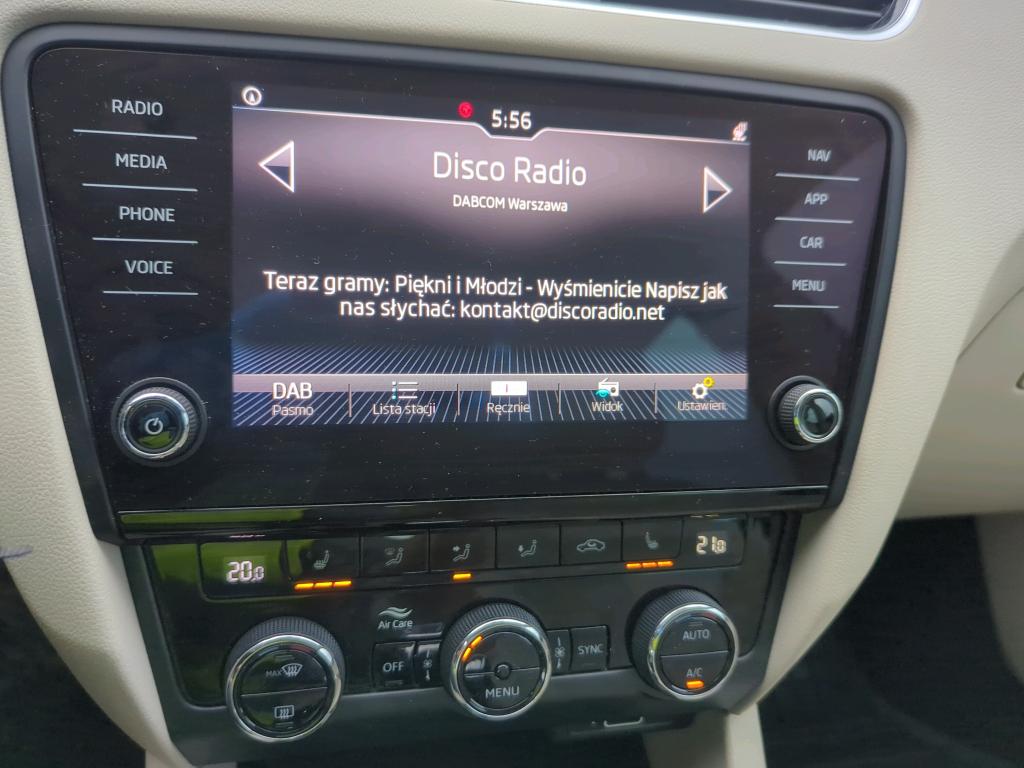 RADIO
MEDIA
PHONE
VOICE
5:56
Disco Radio
DABCOM Warszawa
Teraz gramy: Piękni i Młodzi - Wyśmienicie Napisz jak
nas słychać: kontakt@discoradio.net
DAB
Pasmo
Lista stacji
Ręcznie
Widok
Ustawien.
NAV
APP
CAR
MENU
20.0
21.0
Air Care
MAX
OFF
MENU
SYNC
AUTO
A/C